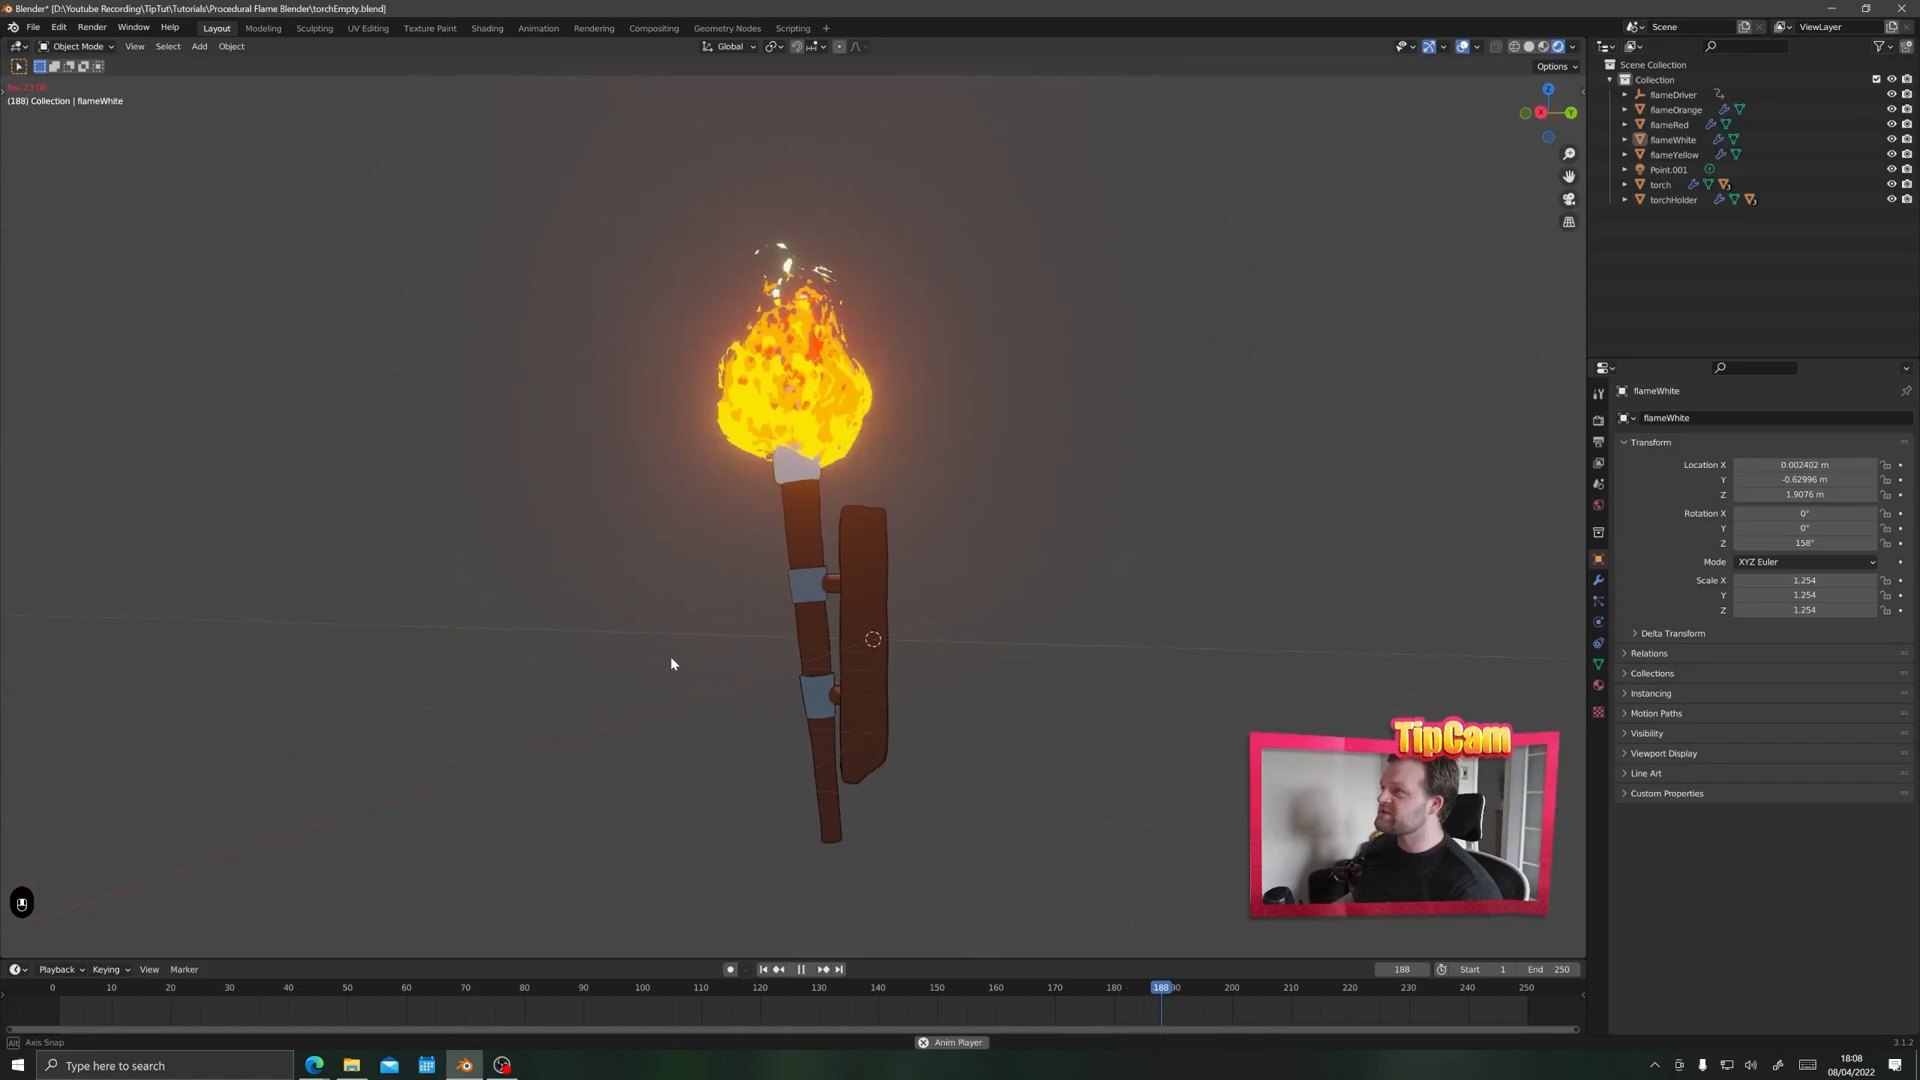 Blender* [D:\Youtube Recording\TipTut\Tutorials\Procedural Flame Blender\torchEmpty.blend]
File Edit Render Window Help Layout Modeling Sculpting UV Editing Texture Paint Shading Animation Rendering Compositing Geometry Nodes Scripting + Scene ViewLayer
Object Mode View Select Add Object Global
Options
fps: 23.06
(188) Collection | flameWhite
Z
X
Y
Scene Collection
Collection
flameDriver
flameOrange
flameRed
flameWhite
flameYellow
Point.001
torch 3
torchHolder 3
flameWhite
flameWhite
Transform
Location X 0.002402 m
Y -0.62996 m
Z 1.9076 m
Rotation X 0°
Y 0°
Z 158°
Mode XYZ Euler
Scale X 1.254
Y 1.254
Z 1.254
Delta Transform
Relations
Collections
Instancing
Motion Paths
Visibility
Viewport Display
Line Art
Custom Properties
TipCam
Playback Keying View Marker 188 Start 1 End 250
0 10 20 30 40 50 60 70 80 90 100 110 120 130 140 150 160 170 180 188 200 210 220 230 240 250
Alt Axis Snap Anim Player 3.1.2
Type here to search
18:08
08/04/2022